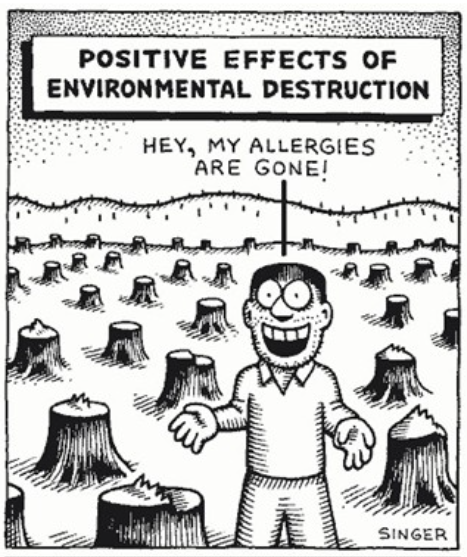 POSITIVE EFFECTS OF
ENVIRONMENTAL DESTRUCTION
HEY, MY ALLERGIES
ARE GONE!
SINGER